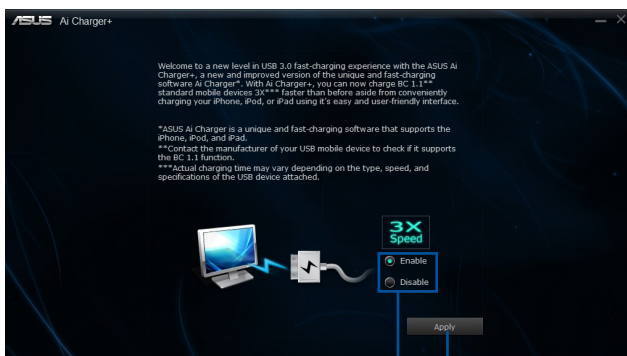 ASUS Ai Charger+
Welcome to a new level in USB 3.0 fast-charging experience with the ASUS Ai
Charger+, a new and improved version of the unique and fast-charging
software Ai Charger*. With Ai Charger+, you can now charge BC 1.1**
standard mobile devices 3X*** faster than before aside from conveniently
charging your iPhone, iPod, or iPad using it's easy and user-friendly interface.
*ASUS Ai Charger is a unique and fast-charging software that supports the
iPhone, iPod, and iPad.
**Contact the manufacturer of your USB mobile device to check if it supports
the BC 1.1 function.
***Actual charging time may vary depending on the type, speed, and
specifications of the USB device attached.
3X
Speed
Enable
Disable
Apply